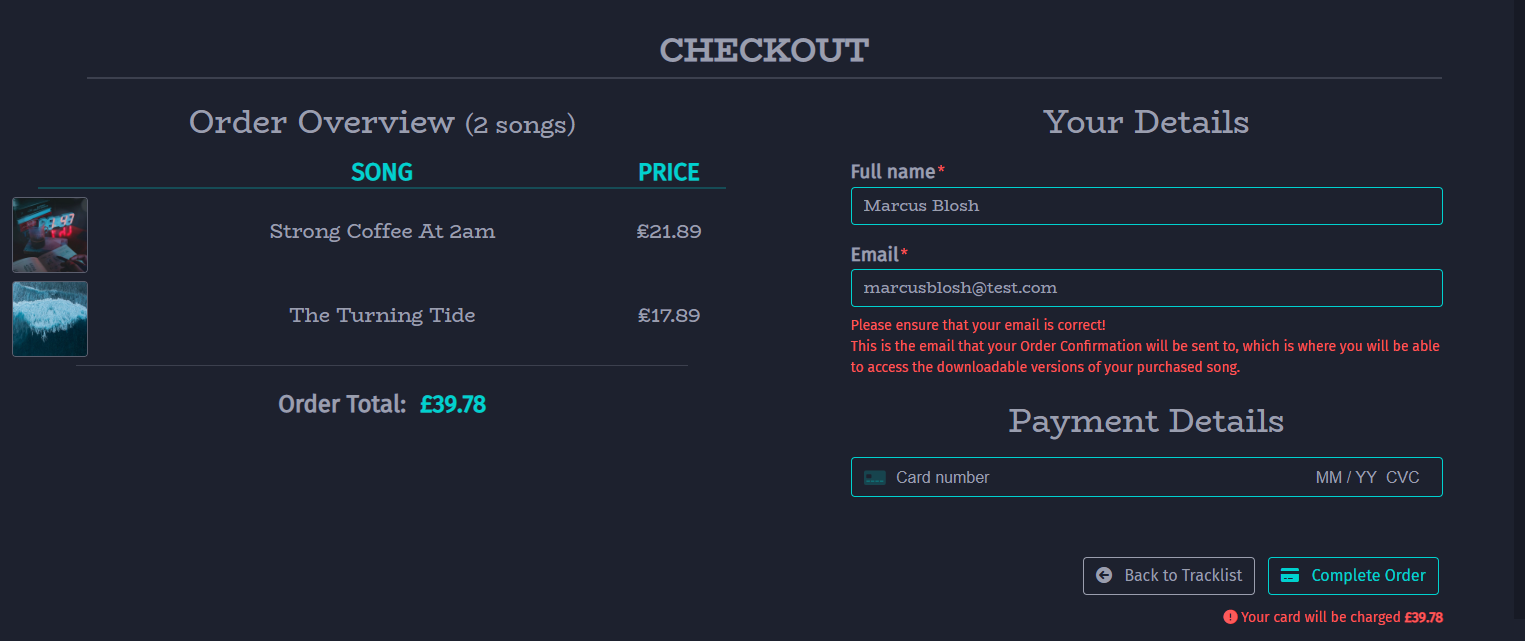 CHECKOUT
Order Overview (2 songs)
SONG PRICE
Strong Coffee At 2am £21.89
The Turning Tide £17.89
Order Total: £39.78
Your Details
Full name*
Marcus Blosh
Email*
marcusblosh@test.com
Please ensure that your email is correct!
This is the email that your Order Confirmation will be sent to, which is where you will be able
to access the downloadable versions of your purchased song.
Payment Details
Card number MM / YY CVC
Back to Tracklist Complete Order
Your card will be charged £39.78